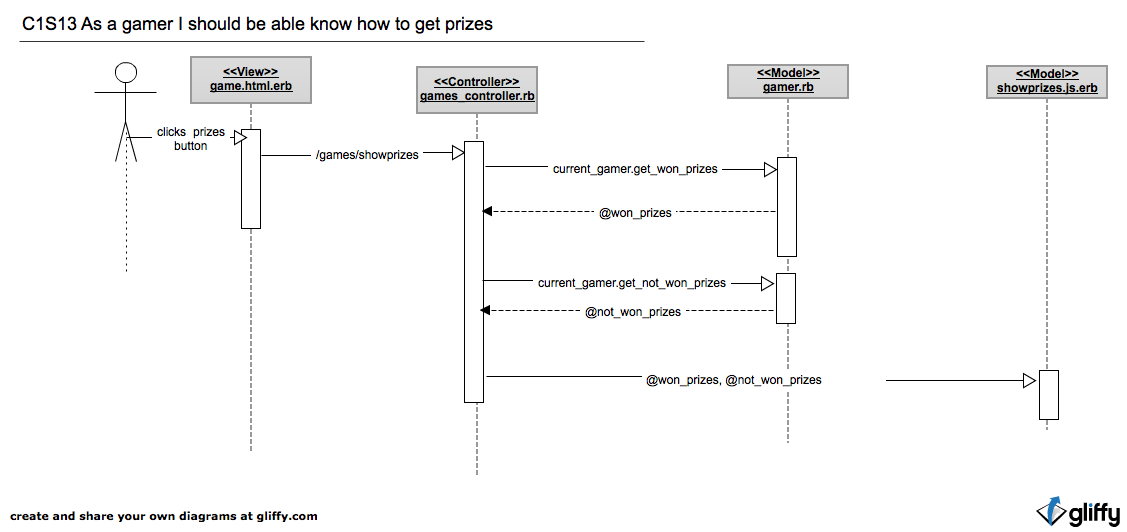 C1S13 As a gamer I should be able know how to get prizes
<<View>>
game.html.erb
<<Controller>>
games_controller.rb
<<Model>>
gamer.rb
<<Model>>
showprizes.js.erb
clicks prizes
button
/games/showprizes
current_gamer.get_won_prizes
@won_prizes
current_gamer.get_not_won_prizes
@not_won_prizes
@won_prizes, @not_won_prizes
create and share your own diagrams at gliffy.com
gliffy